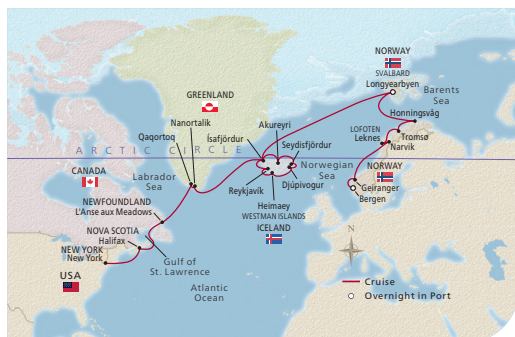 NORWAY
SVALBARD
Longyearbyen
Barents
Sea
GREENLAND
Nanortalik
Qaqortoq
Akureyri
Ísafjördur
Seydisfjördur
Honningsvåg
LOFOTEN
Leknes
Tromsø
Narvik
ARCTIC CIRCLE
Norwegian
Sea
CANADA
Labrador
Sea
Reykjavík
Djúpivogur
NORWAY
Geiranger
Bergen
Heimaey
WESTMAN ISLANDS
ICELAND
NEWFOUNDLAND
L'Anse aux Meadows
NOVA SCOTIA
Halifax
NEW YORK
New York
Gulf of
St. Lawrence
USA
Atlantic
Ocean
N
Cruise
Overnight in Port